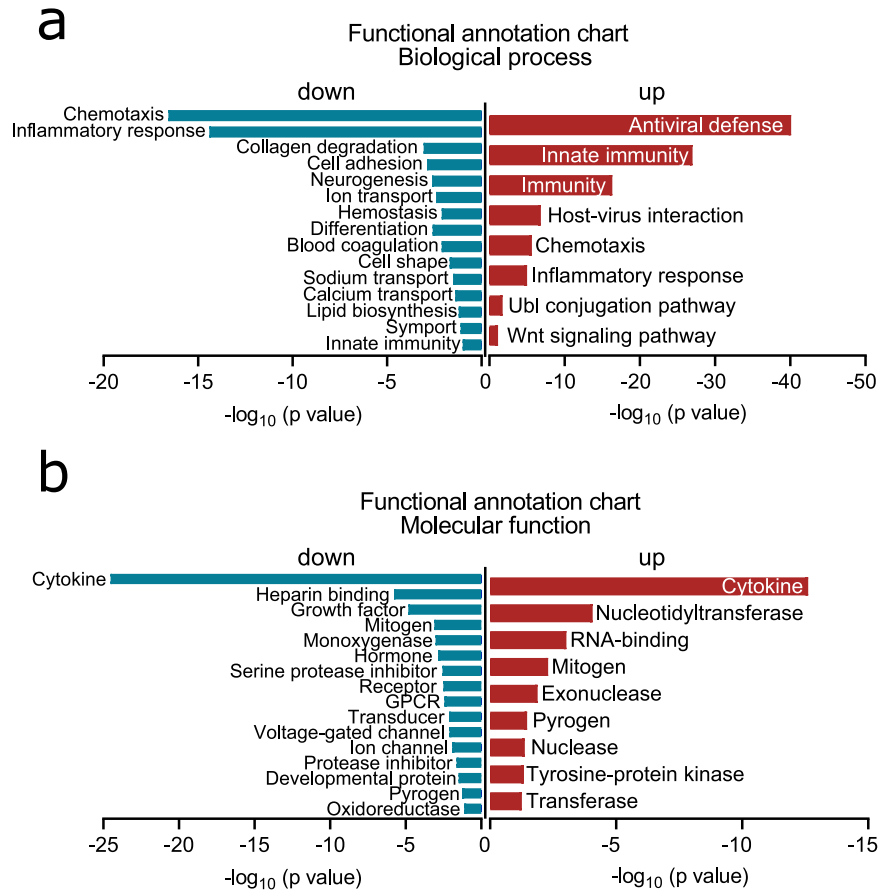 a
Functional annotation chart
Biological process
down
up
Chemotaxis
Inflammatory response
Collagen degradation
Cell adhesion
Neurogenesis
Ion transport
Hemostasis
Differentiation
Blood coagulation
Cell shape
Sodium transport
Calcium transport
Lipid biosynthesis
Symport
Innate immunity
Antiviral defense
Innate immunity
Immunity
Host-virus interaction
Chemotaxis
Inflammatory response
Ubl conjugation pathway
Wnt signaling pathway
-20 -15 -10 -5 0 -10 -20 -30 -40 -50
-log10 (p value) -log10 (p value)
b
Functional annotation chart
Molecular function
down
up
Cytokine
Heparin binding
Growth factor
Mitogen
Monoxygenase
Hormone
Serine protease inhibitor
Receptor
GPCR
Transducer
Voltage-gated channel
Ion channel
Protease inhibitor
Developmental protein
Pyrogen
Oxidoreductase
Cytokine
Nucleotidyltransferase
RNA-binding
Mitogen
Exonuclease
Pyrogen
Nuclease
Tyrosine-protein kinase
Transferase
-25 -20 -15 -10 -5 0 -5 -10 -15
-log10 (p value) -log10 (p value)